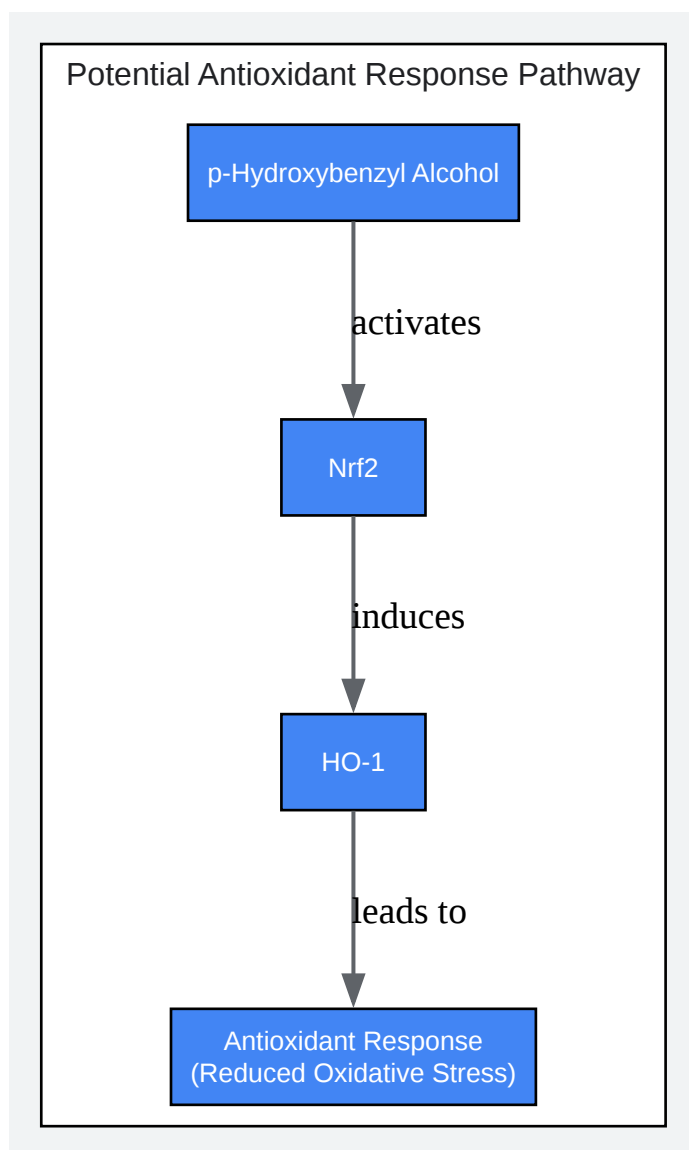 Potential Antioxidant Response Pathway
p-Hydroxybenzyl Alcohol
activates
Nrf2
induces
HO-1
leads to
Antioxidant Response
(Reduced Oxidative Stress)